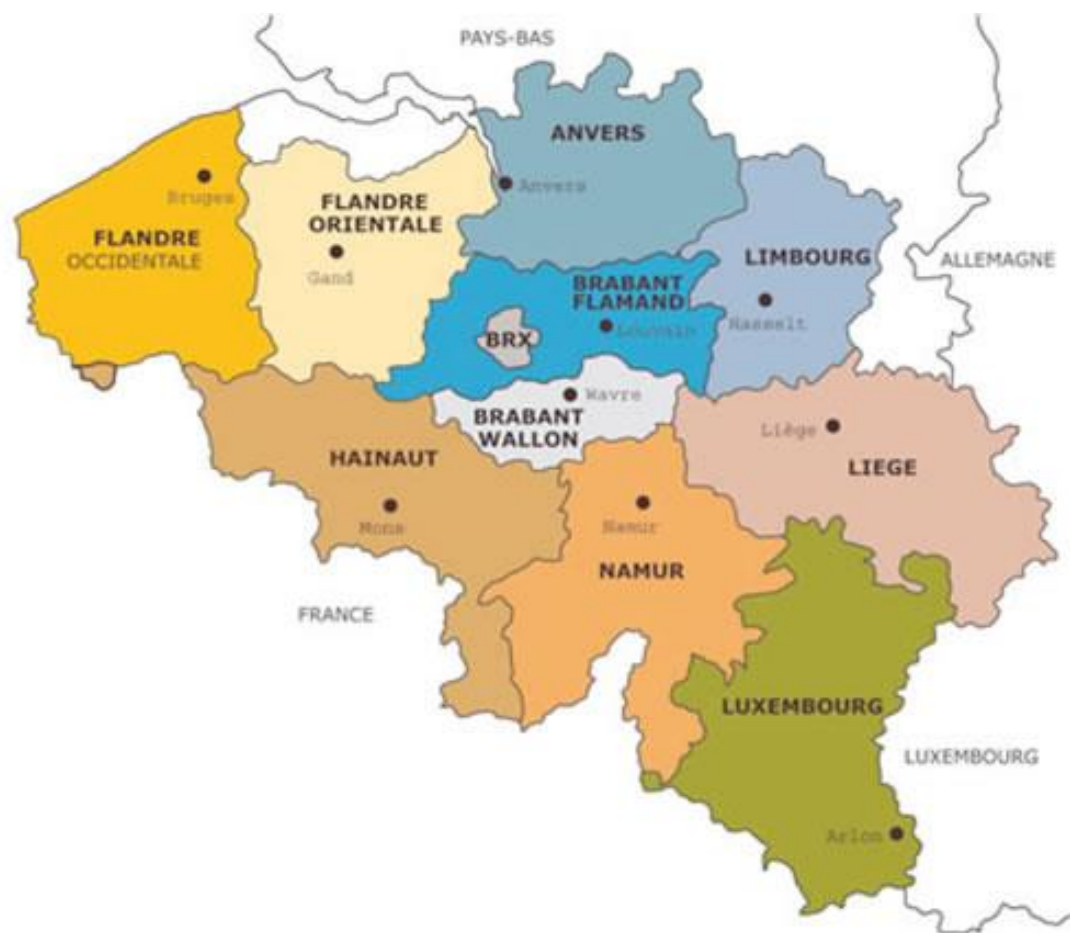 PAYS-BAS
ANVERS
Anvers
Bruges
FLANDRE
OCCIDENTALE
FLANDRE
ORIENTALE
Gand
LIMBOURG
Hasselt
ALLEMAGNE
BRABANT
FLAMAND
Louvain
BRX
Wavre
BRABANT
WALLON
HAINAUT
Mons
Liège
LIEGE
Namur
NAMUR
FRANCE
LUXEMBOURG
LUXEMBOURG
Arlon